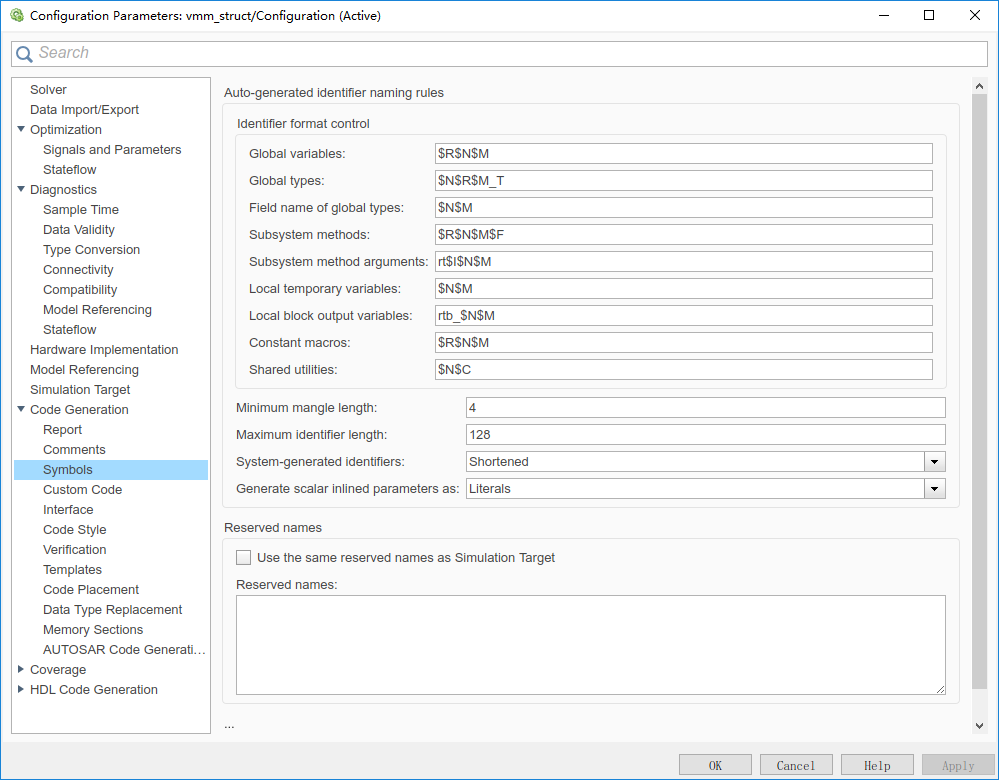 Configuration Parameters: vmm_struct/Configuration (Active)
Search
Solver
Data Import/Export
Optimization
Signals and Parameters
Stateflow
Diagnostics
Sample Time
Data Validity
Type Conversion
Connectivity
Compatibility
Model Referencing
Stateflow
Hardware Implementation
Model Referencing
Simulation Target
Code Generation
Report
Comments
Symbols
Custom Code
Interface
Code Style
Verification
Templates
Code Placement
Data Type Replacement
Memory Sections
AUTOSAR Code Generati...
Coverage
HDL Code Generation
Auto-generated identifier naming rules
Identifier format control
Global variables: $R$N$M
Global types: $N$R$M_T
Field name of global types: $N$M
Subsystem methods: $R$N$M$F
Subsystem method arguments: rt$I$N$M
Local temporary variables: $N$M
Local block output variables: rtb_$N$M
Constant macros: $R$N$M
Shared utilities: $N$C
Minimum mangle length: 4
Maximum identifier length: 128
System-generated identifiers: Shortened
Generate scalar inlined parameters as: Literals
Reserved names
Use the same reserved names as Simulation Target
Reserved names:
...
OK Cancel Help Apply